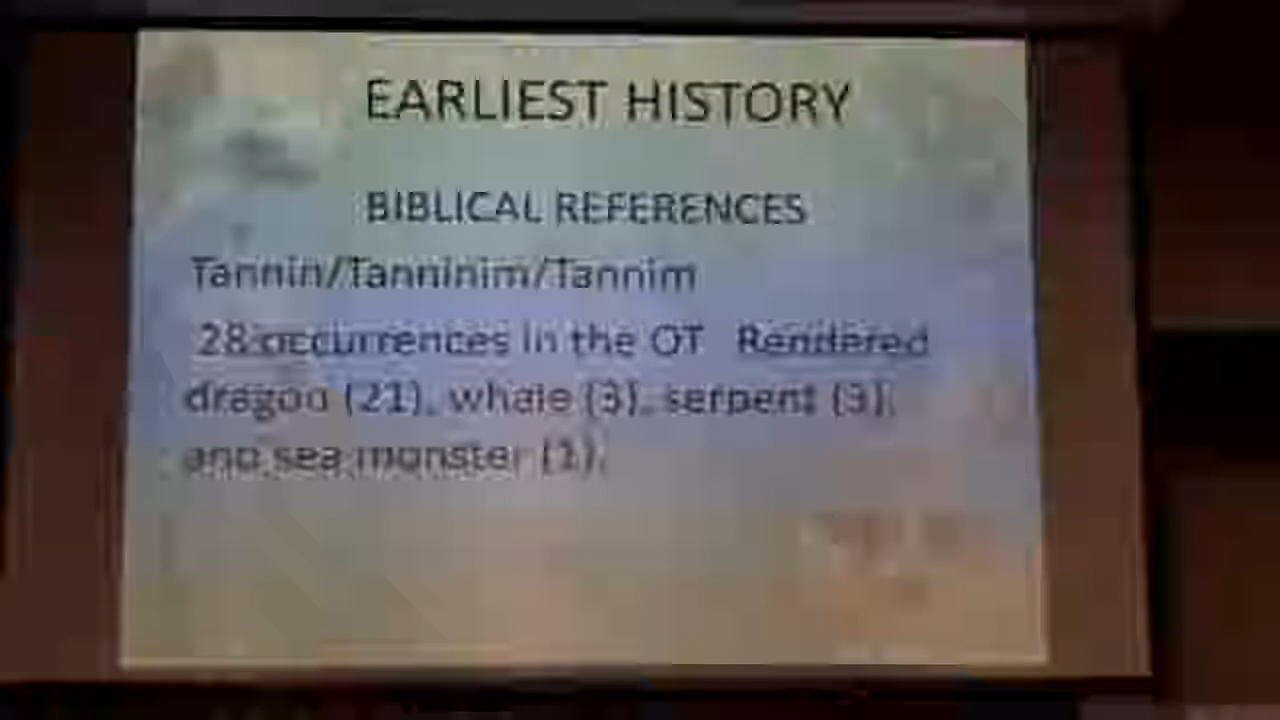 EARLIEST HISTORY
BIBLICAL REFERENCES
Tannin/Tanninim/Tannim
28 occurrences in the OT Rendered
dragon (21), whale (3), serpent (3),
and sea monster (1).